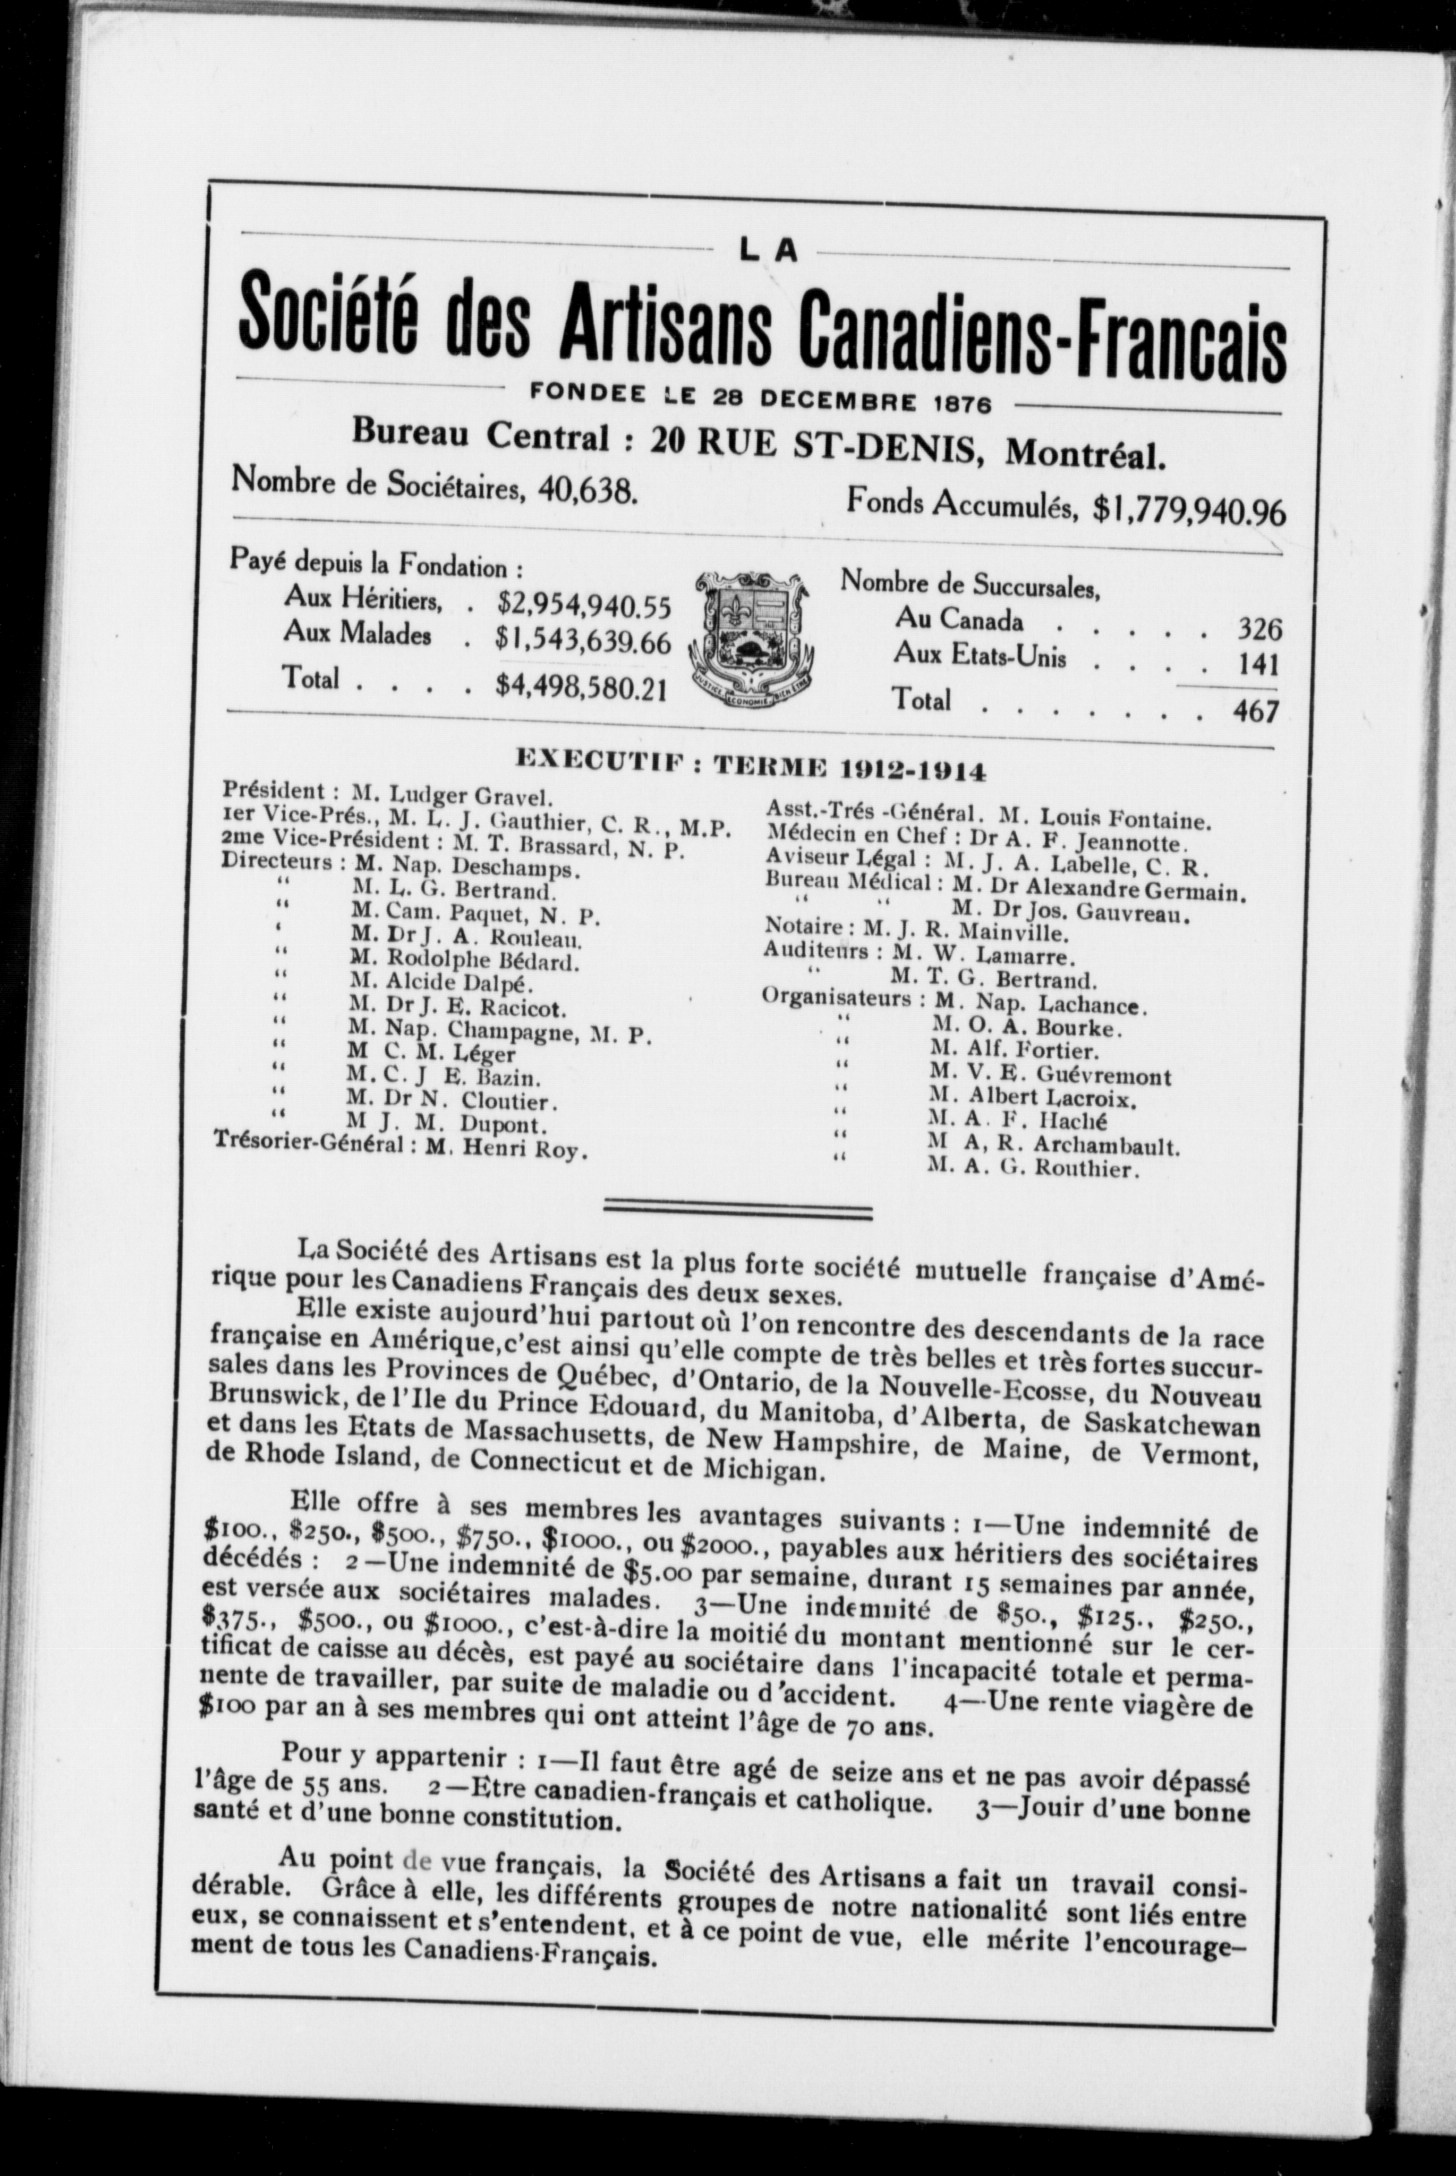 LA
Société des Artisans Canadiens-Francais
FONDEE LE 28 DECEMBRE 1876
Bureau Central : 20 RUE ST-DENIS, Montréal.
Nombre de Sociétaires, 40,638.
Fonds Accumulés, $1,779,940.96
Payé depuis la Fondation :
Aux Héritiers, . $2,954,940.55
Aux Malades . $1,543,639.66
Total . . . . $4,498,580.21
JUSTICE ECONOMIE BIEN ÊTRE
Nombre de Succursales,
Au Canada . . . . . 326
Aux Etats-Unis . . . . 141
Total . . . . . . . 467
EXECUTIF : TERME 1912-1914
Président : M. Ludger Gravel.
1er Vice-Prés., M. L. J. Gauthier, C. R., M.P.
2me Vice-Président : M. T. Brassard, N. P.
Directeurs : M. Nap. Deschamps.
“ M. L. G. Bertrand.
“ M. Cam. Paquet, N. P.
‘ M. Dr J. A. Rouleau.
“ M. Rodolphe Bédard.
“ M. Alcide Dalpé.
“ M. Dr J. E. Racicot.
“ M. Nap. Champagne, M. P.
“ M C. M. Léger
“ M. C. J E. Bazin.
“ M. Dr N. Cloutier.
“ M J. M. Dupont.
Trésorier-Général : M. Henri Roy.
Asst.-Trés -Général. M. Louis Fontaine.
Médecin en Chef : Dr A. F. Jeannotte.
Aviseur Légal : M. J. A. Labelle, C. R.
Bureau Médical : M. Dr Alexandre Germain.
“ “ M. Dr Jos. Gauvreau.
Notaire : M. J. R. Mainville.
Auditeurs : M. W. Lamarre.
“ M. T. G. Bertrand.
Organisateurs : M. Nap. Lachance.
“ M. O. A. Bourke.
“ M. Alf. Fortier.
“ M. V. E. Guévremont
“ M. Albert Lacroix.
“ M. A. F. Haché
“ M A, R. Archambault.
“ M. A. G. Routhier.
La Société des Artisans est la plus forte société mutuelle française d'Amé-
rique pour les Canadiens Français des deux sexes.
Elle existe aujourd'hui partout où l'on rencontre des descendants de la race
française en Amérique,c'est ainsi qu'elle compte de très belles et très fortes succur-
sales dans les Provinces de Québec, d'Ontario, de la Nouvelle-Ecosse, du Nouveau
Brunswick, de l'Ile du Prince Edouard, du Manitoba, d'Alberta, de Saskatchewan
et dans les Etats de Massachusetts, de New Hampshire, de Maine, de Vermont,
de Rhode Island, de Connecticut et de Michigan.
Elle offre à ses membres les avantages suivants : 1—Une indemnité de
$100., $250., $500., $750., $1000., ou $2000., payables aux héritiers des sociétaires
décédés : 2—Une indemnité de $5.00 par semaine, durant 15 semaines par année,
est versée aux sociétaires malades. 3—Une indemnité de $50., $125., $250.,
$375., $500., ou $1000., c'est-à-dire la moitié du montant mentionné sur le cer-
tificat de caisse au décès, est payé au sociétaire dans l'incapacité totale et perma-
nente de travailler, par suite de maladie ou d'accident. 4—Une rente viagère de
$100 par an à ses membres qui ont atteint l'âge de 70 ans.
Pour y appartenir : 1—Il faut être agé de seize ans et ne pas avoir dépassé
l'âge de 55 ans. 2—Etre canadien-français et catholique. 3—Jouir d'une bonne
santé et d'une bonne constitution.
Au point de vue français, la Société des Artisans a fait un travail consi-
dérable. Grâce à elle, les différents groupes de notre nationalité sont liés entre
eux, se connaissent et s'entendent, et à ce point de vue, elle mérite l'encourage-
ment de tous les Canadiens-Français.